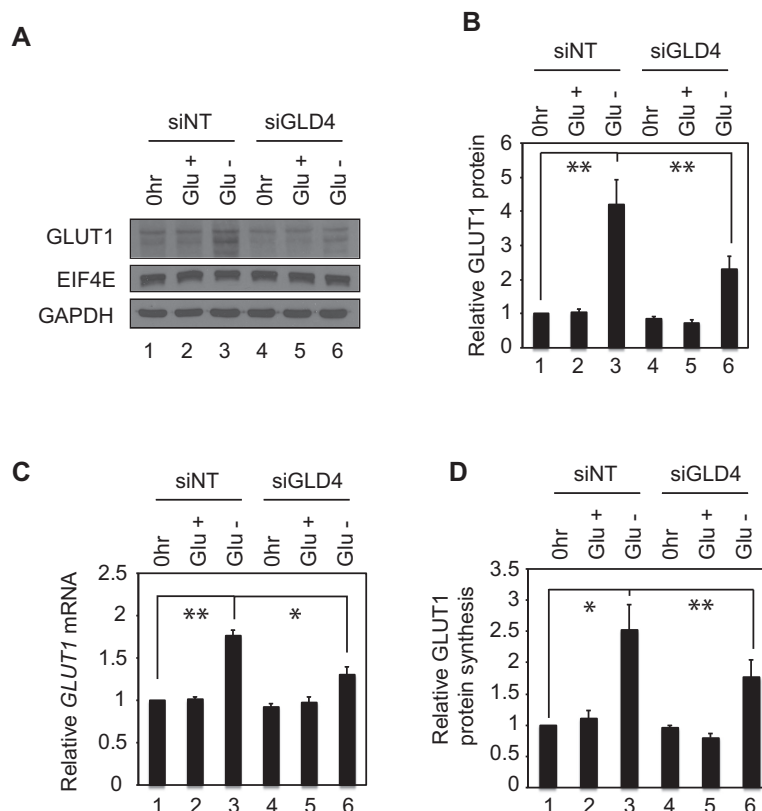 A
siNT siGLD4
0hr Glu + Glu - 0hr Glu + Glu -
GLUT1
EIF4E
GAPDH
1 2 3 4 5 6
B
siNT siGLD4
0hr Glu + Glu - 0hr Glu + Glu -
Relative GLUT1 protein
6
5
4
3
2
1
0
** **
1 2 3 4 5 6
C
siNT siGLD4
0hr Glu + Glu - 0hr Glu + Glu -
Relative GLUT1 mRNA
2.5
2
1.5
1
0.5
0
** *
1 2 3 4 5 6
D
siNT siGLD4
0hr Glu + Glu - 0hr Glu + Glu -
Relative GLUT1
protein synthesis
3.5
3
2.5
2
1.5
1
0.5
0
* **
1 2 3 4 5 6